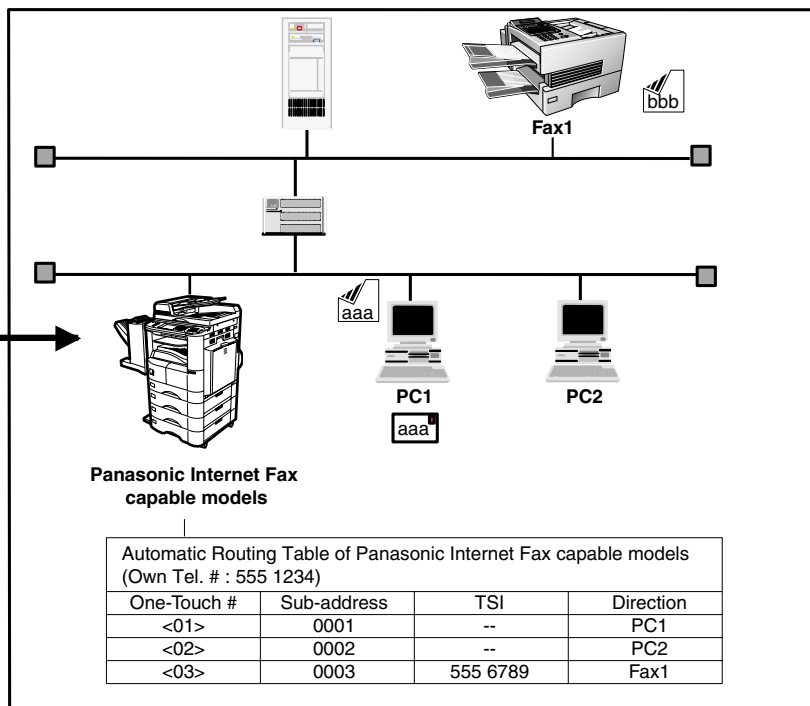 bbb
Fax1
aaa
PC1
PC2
aaa
Panasonic Internet Fax
capable models
Automatic Routing Table of Panasonic Internet Fax capable models
(Own Tel. # : 555 1234)
One-Touch # Sub-address TSI Direction
<01> 0001 -- PC1
<02> 0002 -- PC2
<03> 0003 555 6789 Fax1